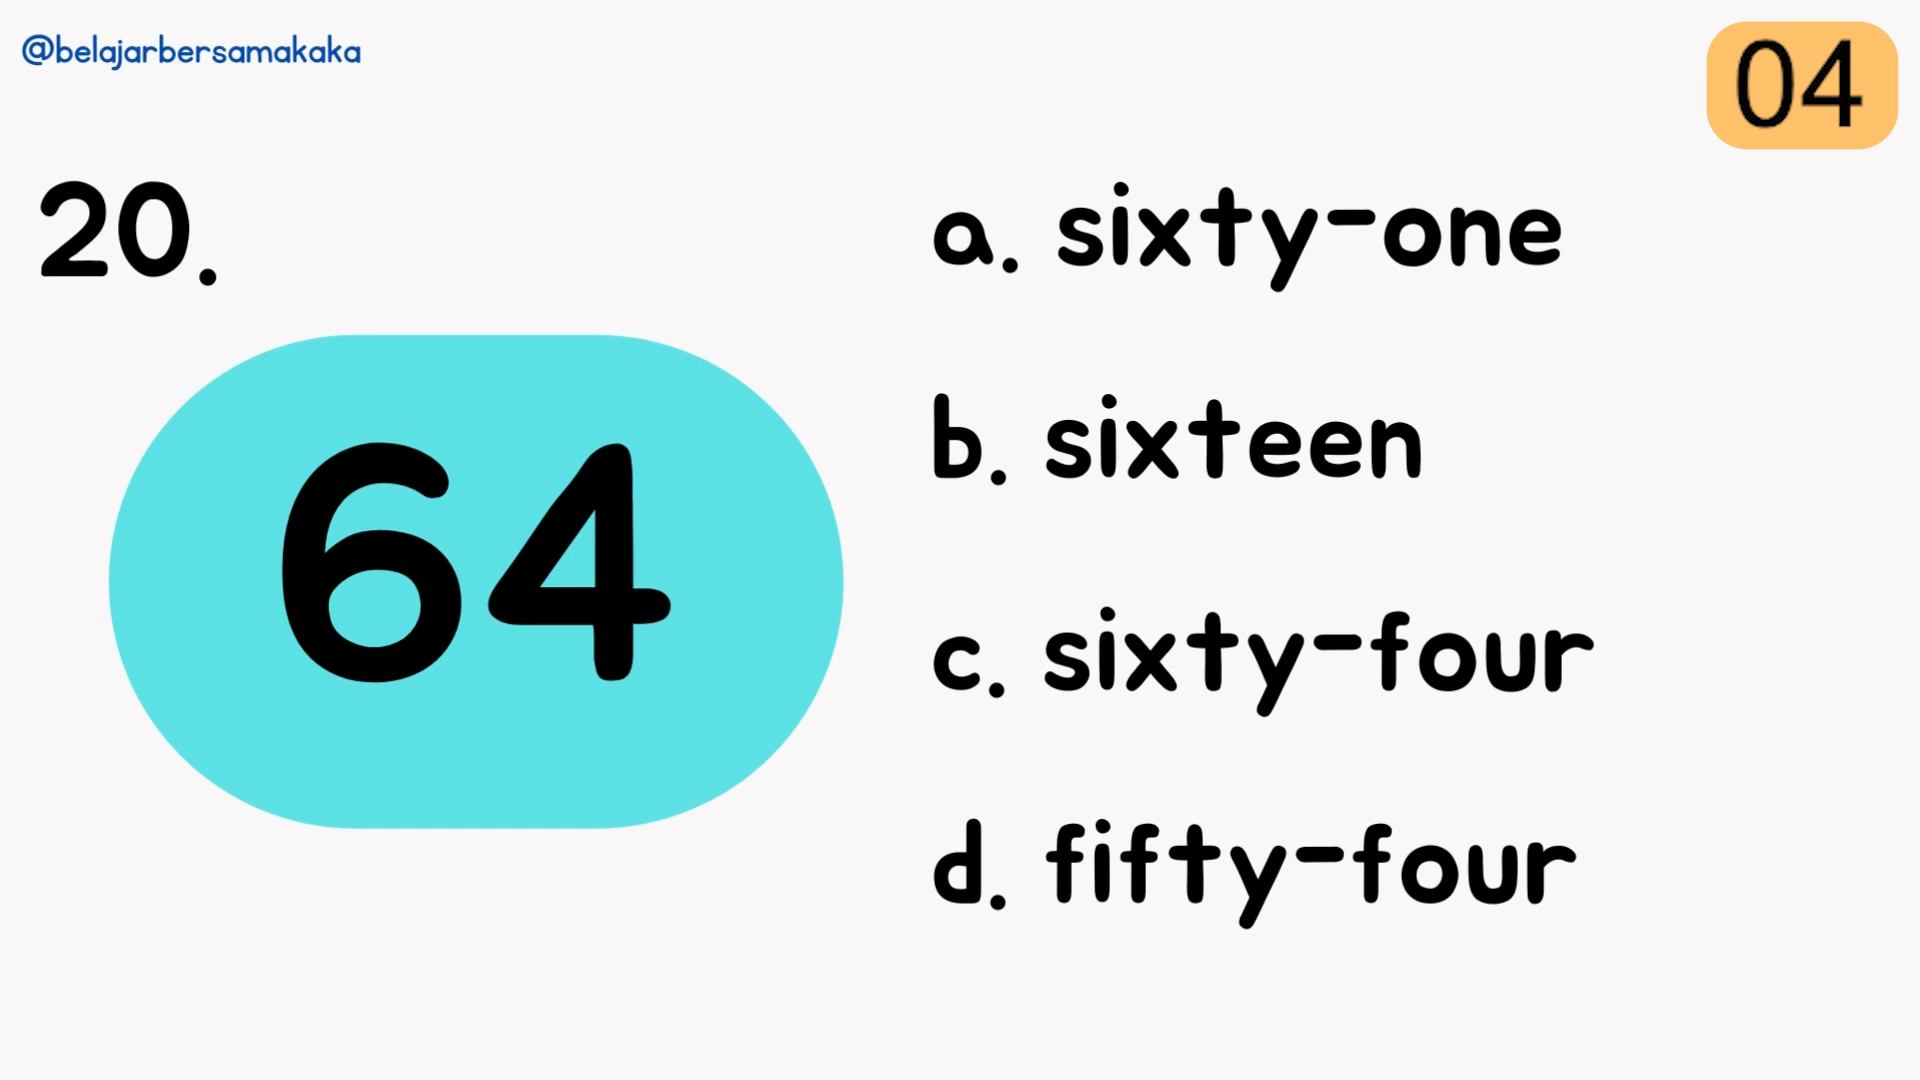 @belajarbersamakaka
04
20.
64
a. sixty-one
b. sixteen
c. sixty-four
d. fifty-four